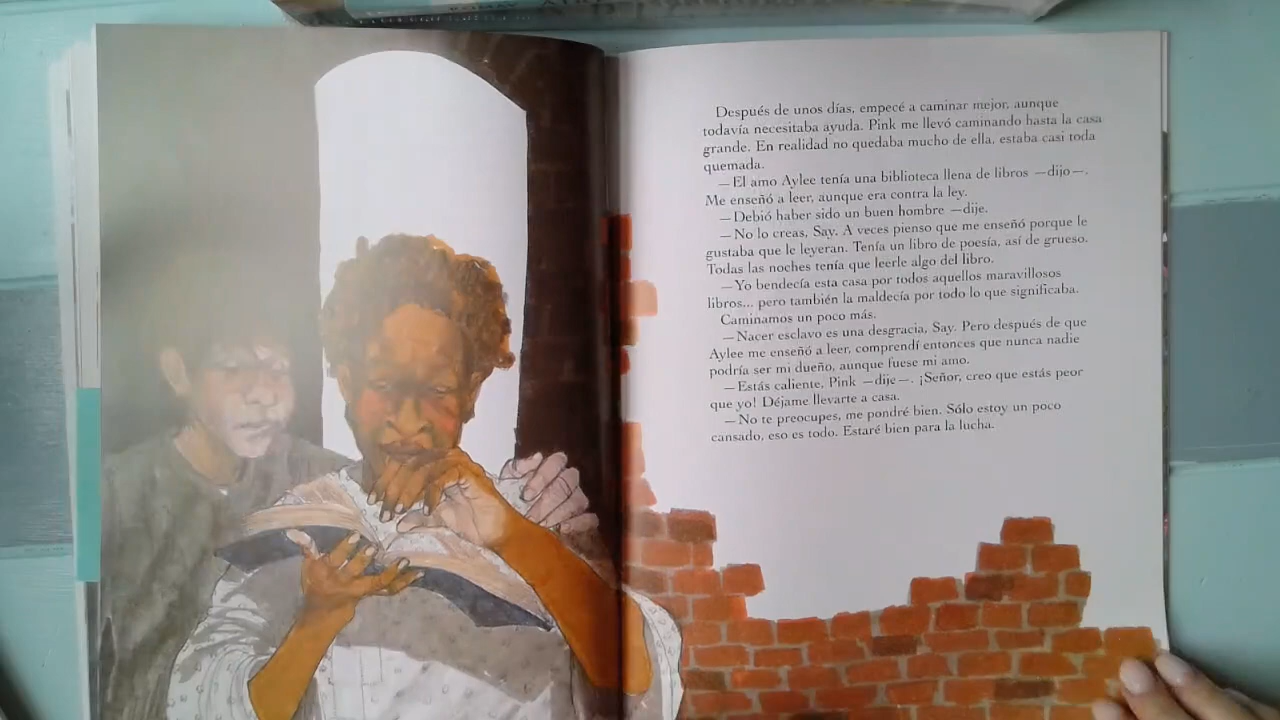 Después de unos días, empecé a caminar mejor, aunque
todavía necesitaba ayuda. Pink me llevó caminando hasta la casa
grande. En realidad no quedaba mucho de ella, estaba casi toda
quemada.
—El amo Aylee tenía una biblioteca llena de libros —dijo—.
Me enseñó a leer, aunque era contra la ley.
—Debió haber sido un buen hombre —dije.
—No lo creas, Say. A veces pienso que me enseñó porque le
gustaba que le leyeran. Tenía un libro de poesía, así de grueso.
Todas las noches tenía que leerle algo del libro.
—Yo bendecía esta casa por todos aquellos maravillosos
libros... pero también la maldecía por todo lo que significaba.
Caminamos un poco más.
—Nacer esclavo es una desgracia, Say. Pero después de que
Aylee me enseñó a leer, comprendí entonces que nunca nadie
podría ser mi dueño, aunque fuese mi amo.
—Estás caliente, Pink —dije—. ¡Señor, creo que estás peor
que yo! Déjame llevarte a casa.
—No te preocupes, me pondré bien. Sólo estoy un poco
cansado, eso es todo. Estaré bien para la lucha.